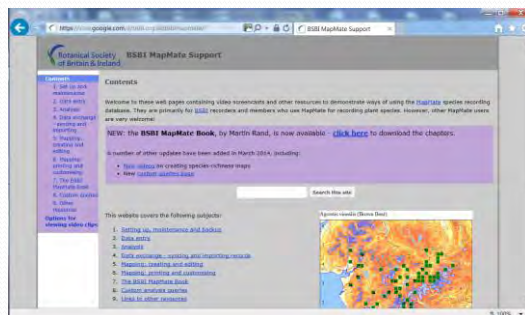 BSBI MapMate Support
Botanical Society BSBI MapMate Support
of Britain & Ireland
Contents
1. Set up and
maintenance
2. Data entry
3. Analysis
4. Data exchange
- syncing and
importing
5. Mapping:
creating and
editing
6. Mapping:
printing and
customising
7. The BSBI
MapMate Book
8. Custom queries
9. Other
resources
Options for
viewing video clips
Contents
Welcome to these web pages containing video screencasts and other resources to demonstrate ways of using the MapMate species recording
database. They are primarily for BSBI recorders and members who use MapMate for recording plant species. However, other MapMate users
are very welcome!
NEW: the BSBI MapMate Book, by Martin Rand, is now available - click here to download the chapters.
A number of other updates have been added in March 2014, including:
• New videos on creating species richness maps
• New custom queries page
Search this site
This website covers the following subjects:
1. Setting up, maintenance and backup
2. Data entry
3. Analysis
4. Data exchange - syncing and importing records
5. Mapping: creating and editing
6. Mapping: printing and customising
7. The BSBI MapMate Book
8. Custom analysis queries
9. Links to other resources
Agrostis vinealis (Brown Bent)
100%